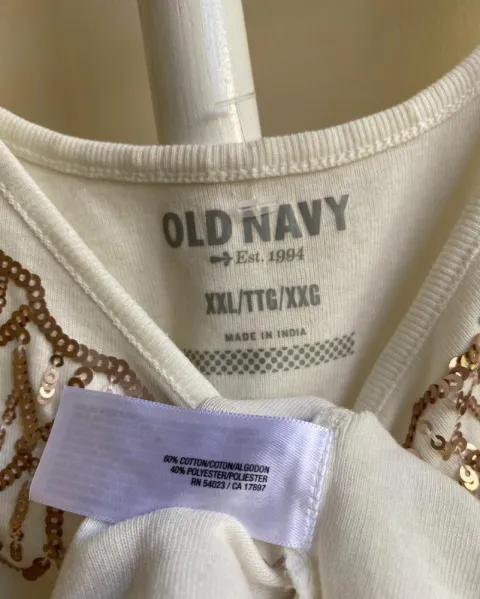 OLD NAVY
Est. 1994
XXL/TTG/XXG
MADE IN INDIA
60% COTTON/COTON/ALGODON
40% POLYESTER/POLIESTER
RN 54023 / CA 17897